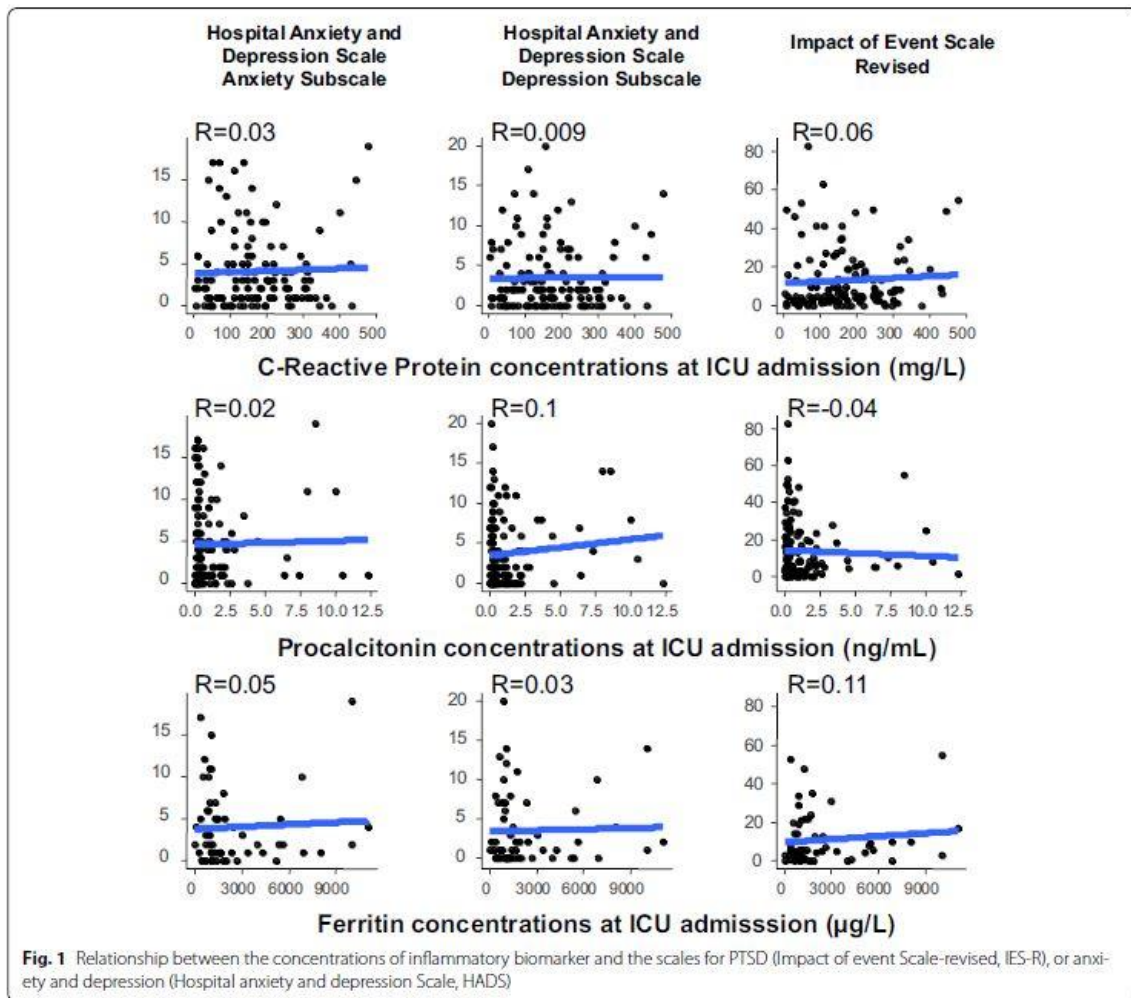 Hospital Anxiety and
Depression Scale
Anxiety Subscale
Hospital Anxiety and
Depression Scale
Depression Subscale
Impact of Event Scale
Revised
R=0.03
R=0.009
R=0.06
15
10
5
0
0 100 200 300 400 500
20
15
10
5
0
0 100 200 300 400 500
80
60
40
20
0
0 100 200 300 400 500
C-Reactive Protein concentrations at ICU admission (mg/L)
R=0.02
R=0.1
R=-0.04
15
10
5
0
0.0 2.5 5.0 7.5 10.0 12.5
20
15
10
5
0
0.0 2.5 5.0 7.5 10.0 12.5
80
60
40
20
0
0.0 2.5 5.0 7.5 10.0 12.5
Procalcitonin concentrations at ICU admission (ng/mL)
R=0.05
R=0.03
R=0.11
15
10
5
0
0 3000 6000 9000
20
15
10
5
0
0 3000 6000 9000
80
60
40
20
0
0 3000 6000 9000
Ferritin concentrations at ICU admisssion (µg/L)
Fig. 1 Relationship between the concentrations of inflammatory biomarker and the scales for PTSD (Impact of event Scale-revised, IES-R), or anxi-
ety and depression (Hospital anxiety and depression Scale, HADS)